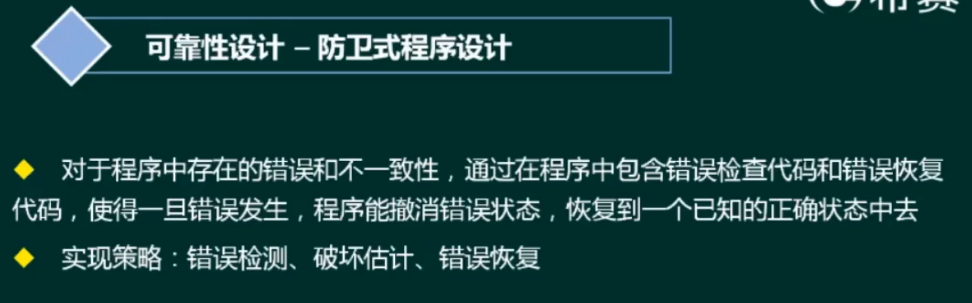 可靠性设计 – 防卫式程序设计
对于程序中存在的错误和不一致性，通过在程序中包含错误检查代码和错误恢复
代码，使得一旦错误发生，程序能撤消错误状态，恢复到一个已知的正确状态中去
实现策略：错误检测、破坏估计、错误恢复